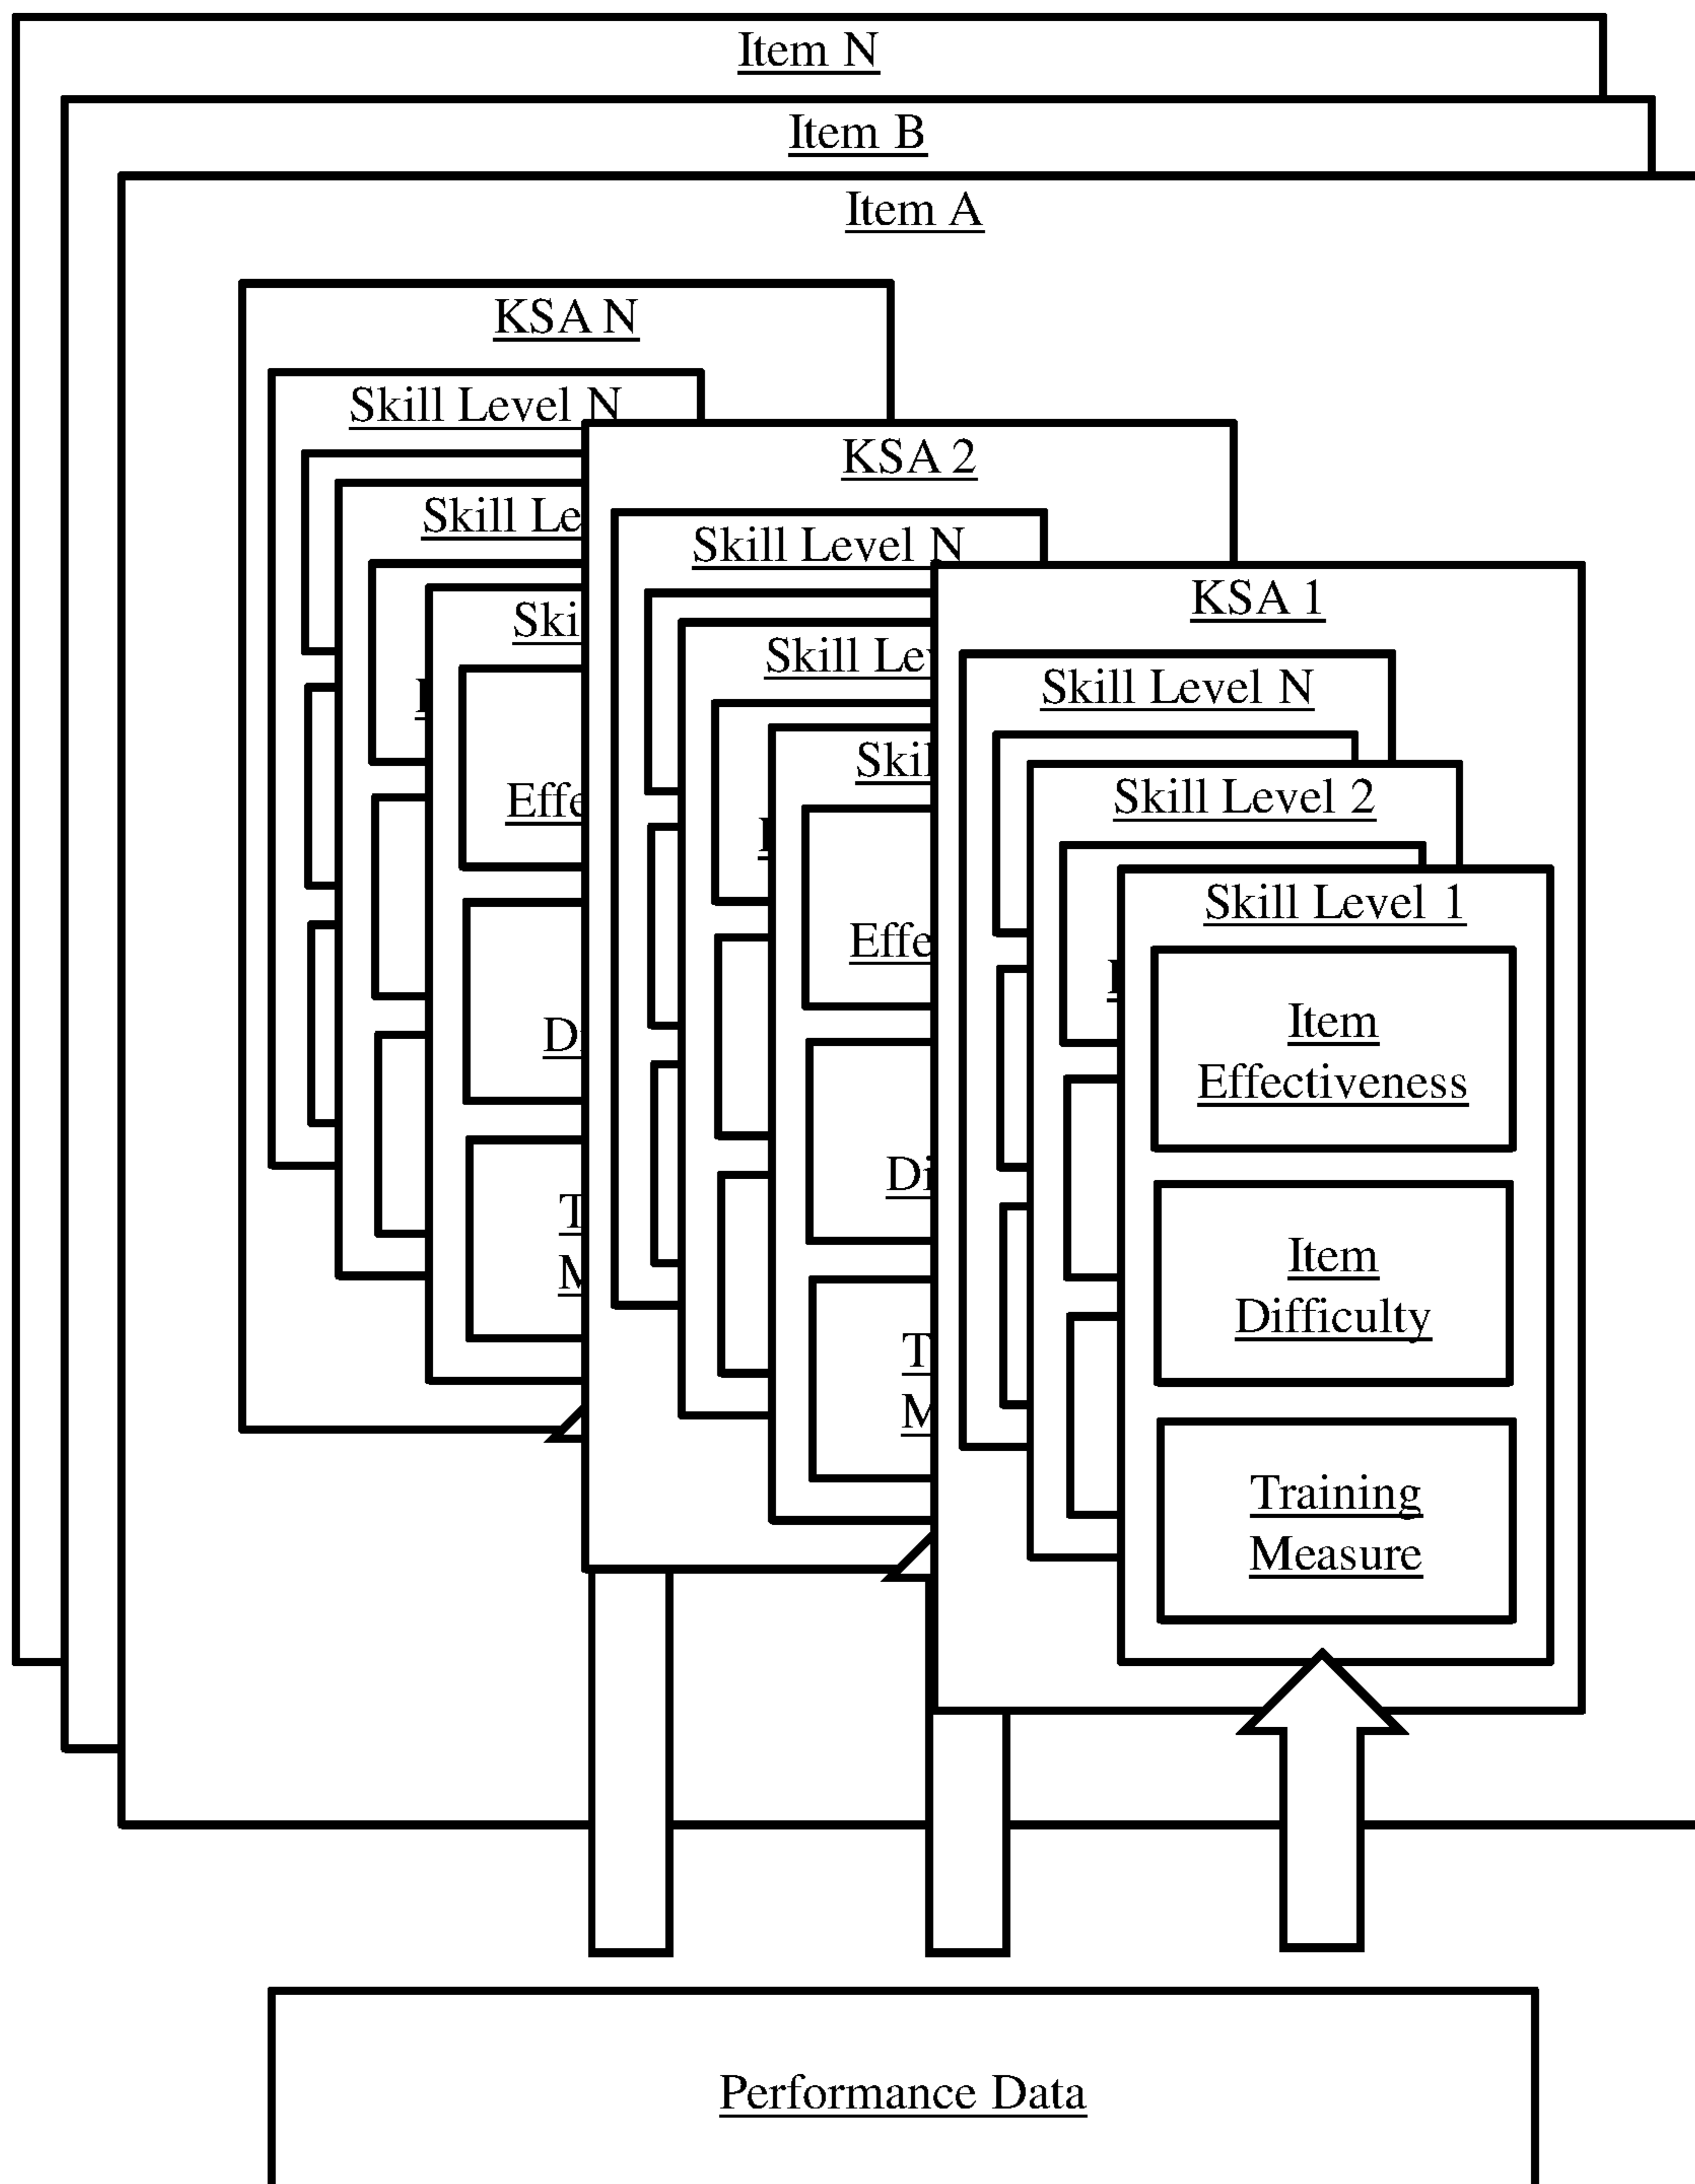 Item N
Item B
Item A
KSA N
Skill Level N
KSA 2
Skill Level N
KSA 1
Skill Level N
Skill Level 2
Skill Level 1
Item
Effectiveness
Item
Difficulty
Training
Measure
Performance Data